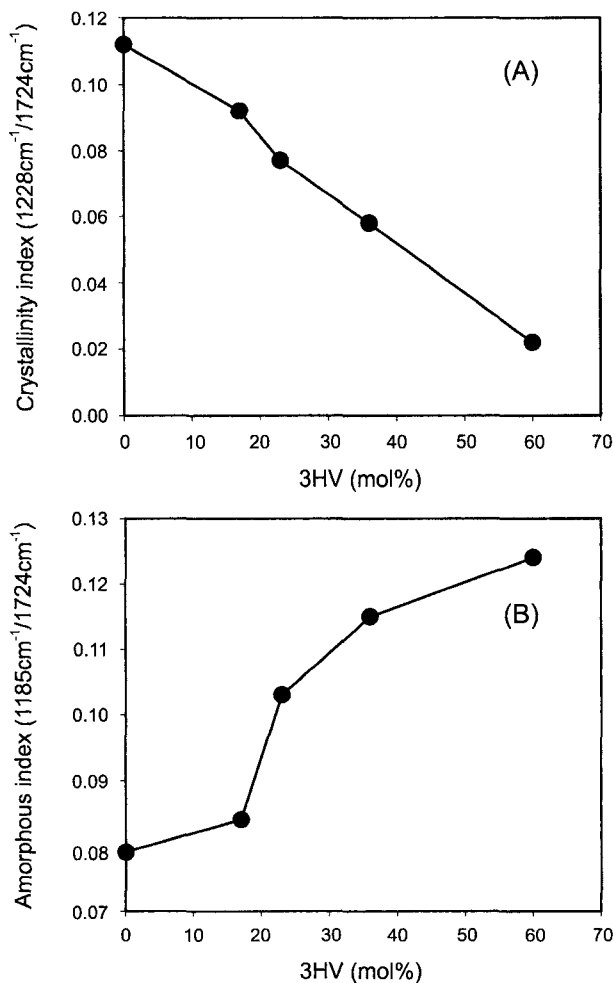 0.12
0.10
0.08
0.06
0.04
0.02
0.00
Crystallinity index (1228cm⁻¹/1724cm⁻¹)
(A)
0 10 20 30 40 50 60 70
3HV (mol%)
0.13
0.12
0.11
0.10
0.09
0.08
0.07
Amorphous index (1185cm⁻¹/1724cm⁻¹)
(B)
0 10 20 30 40 50 60 70
3HV (mol%)